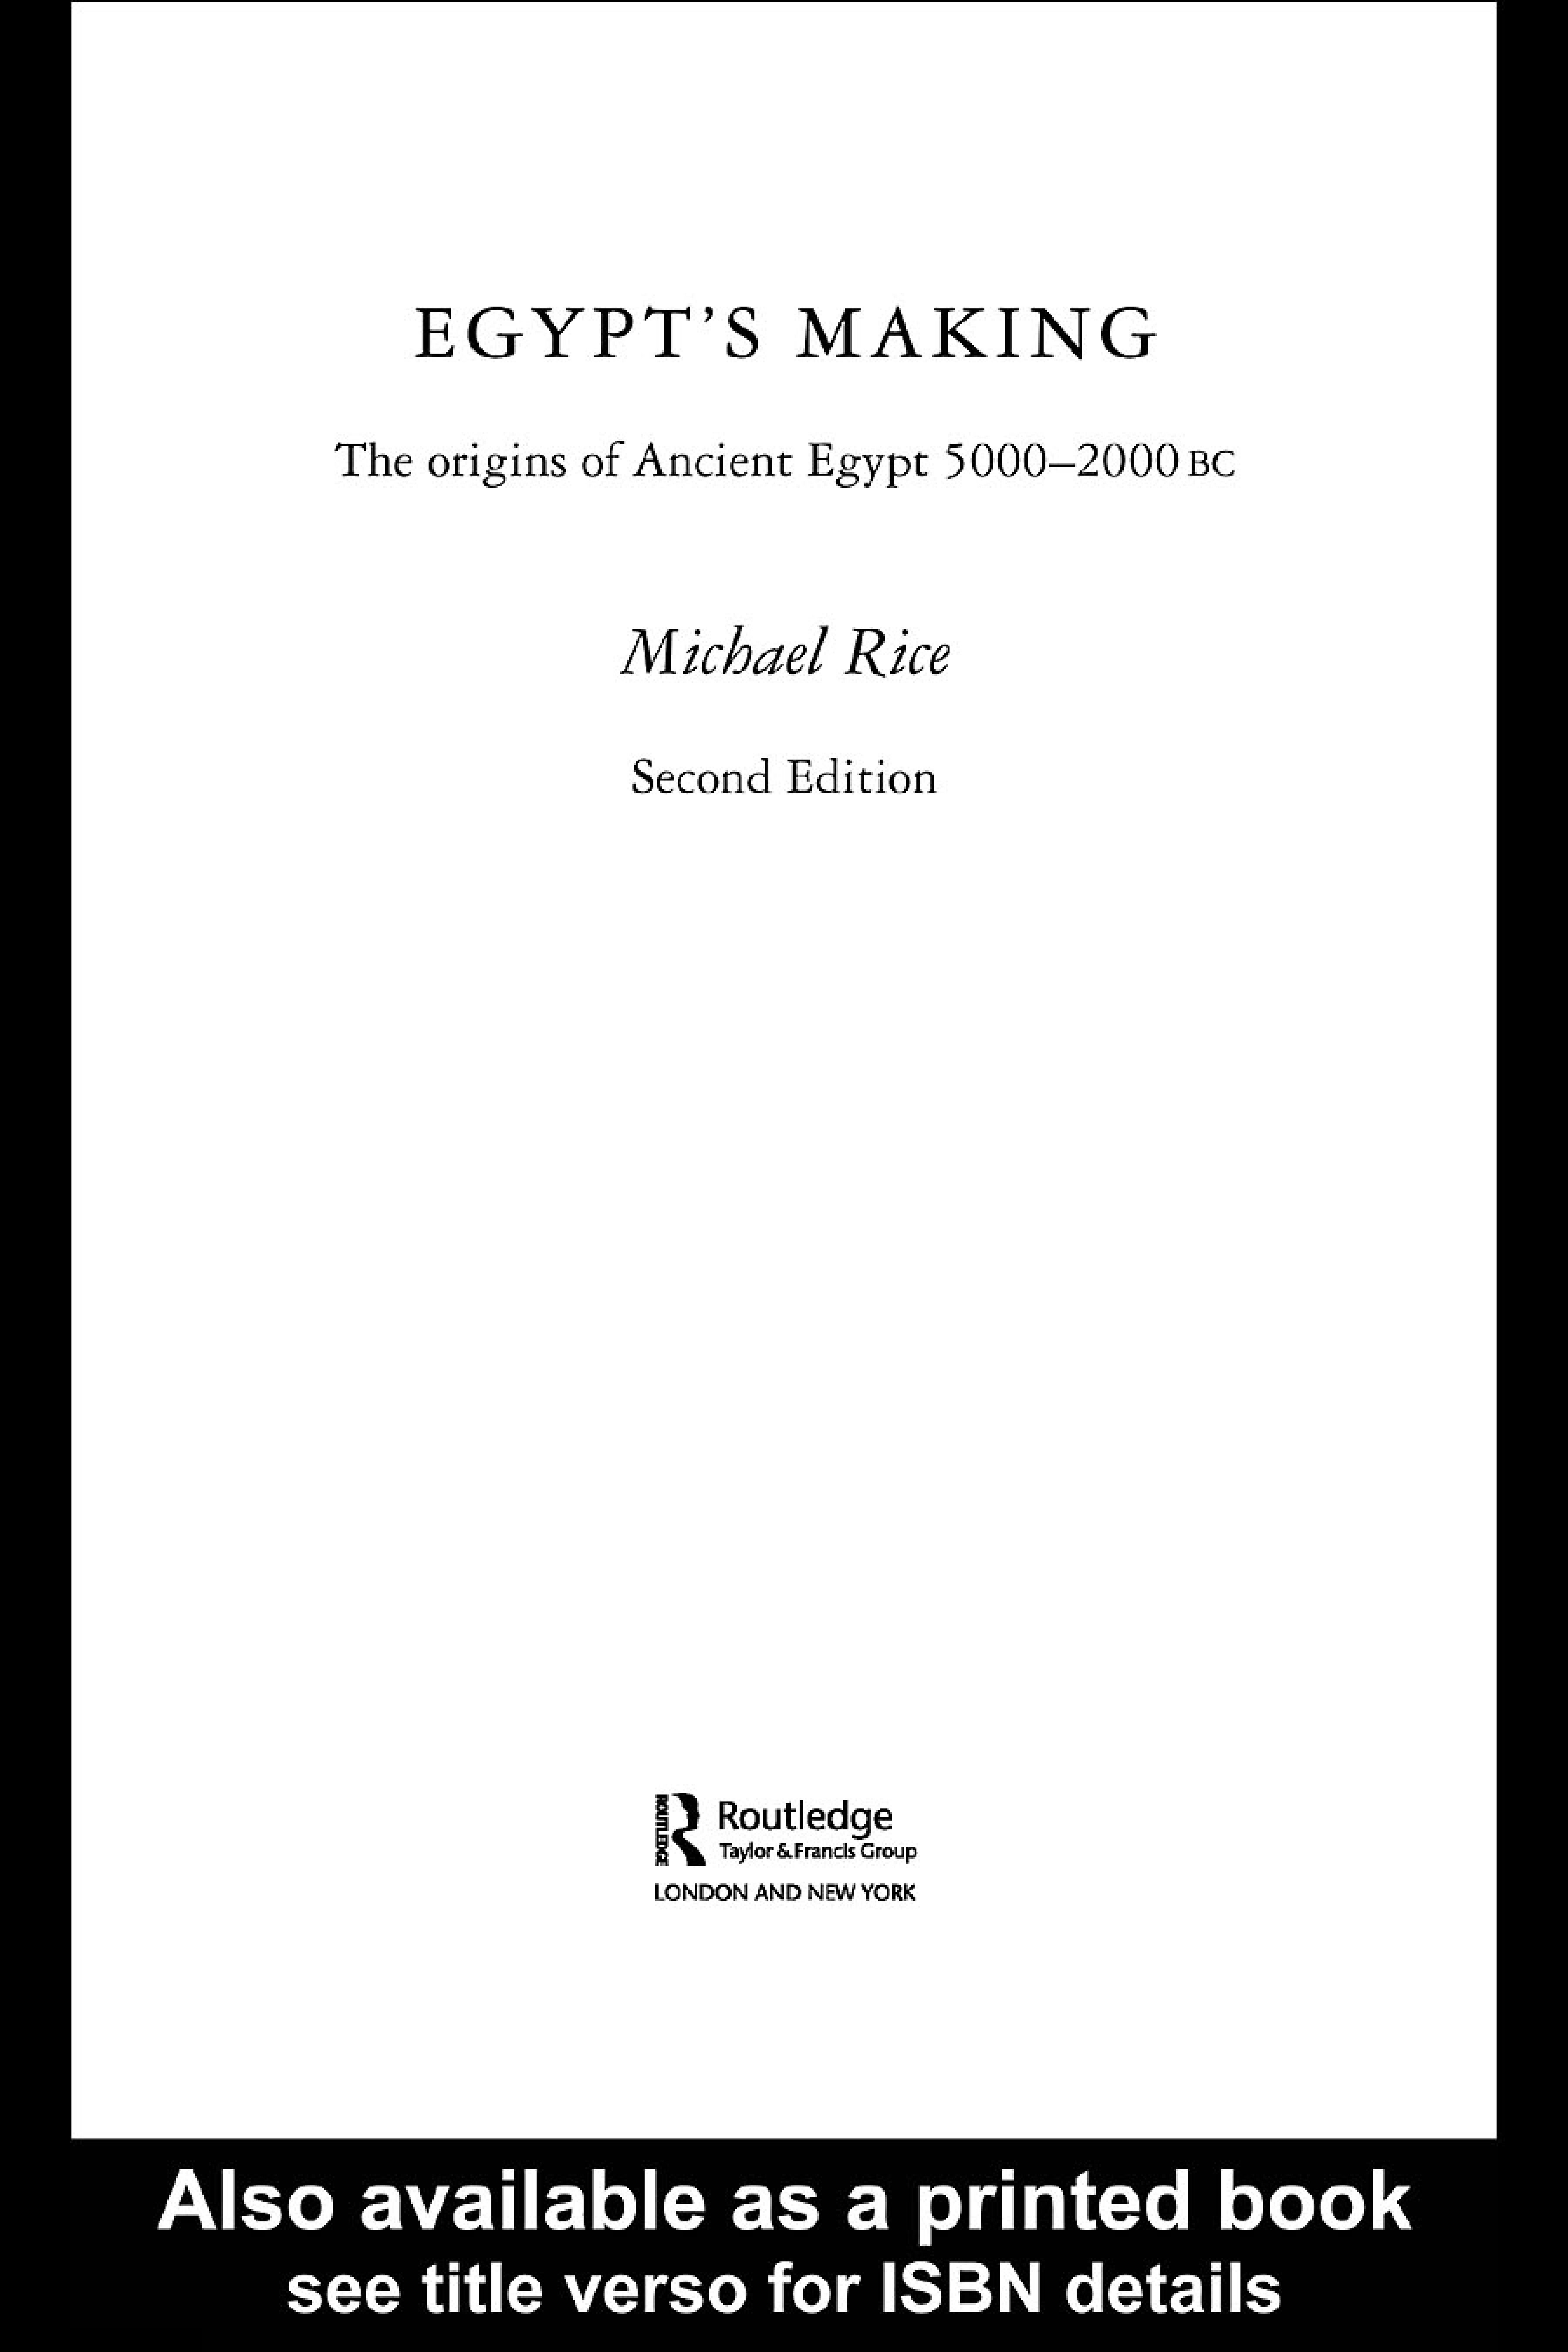 EGYPT’S MAKING
The origins of Ancient Egypt 5000–2000 BC
Michael Rice
Second Edition
ROUTLEDGE
Routledge
Taylor & Francis Group
LONDON AND NEW YORK
Also available as a printed book
see title verso for ISBN details